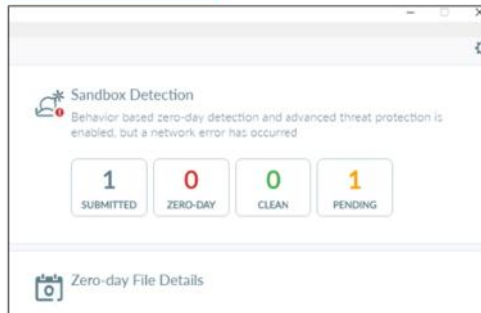 Sandbox Detection
Behavior based zero-day detection and advanced threat protection is
enabled, but a network error has occurred
1 0 0 1
SUBMITTED ZERO-DAY CLEAN PENDING
Zero-day File Details